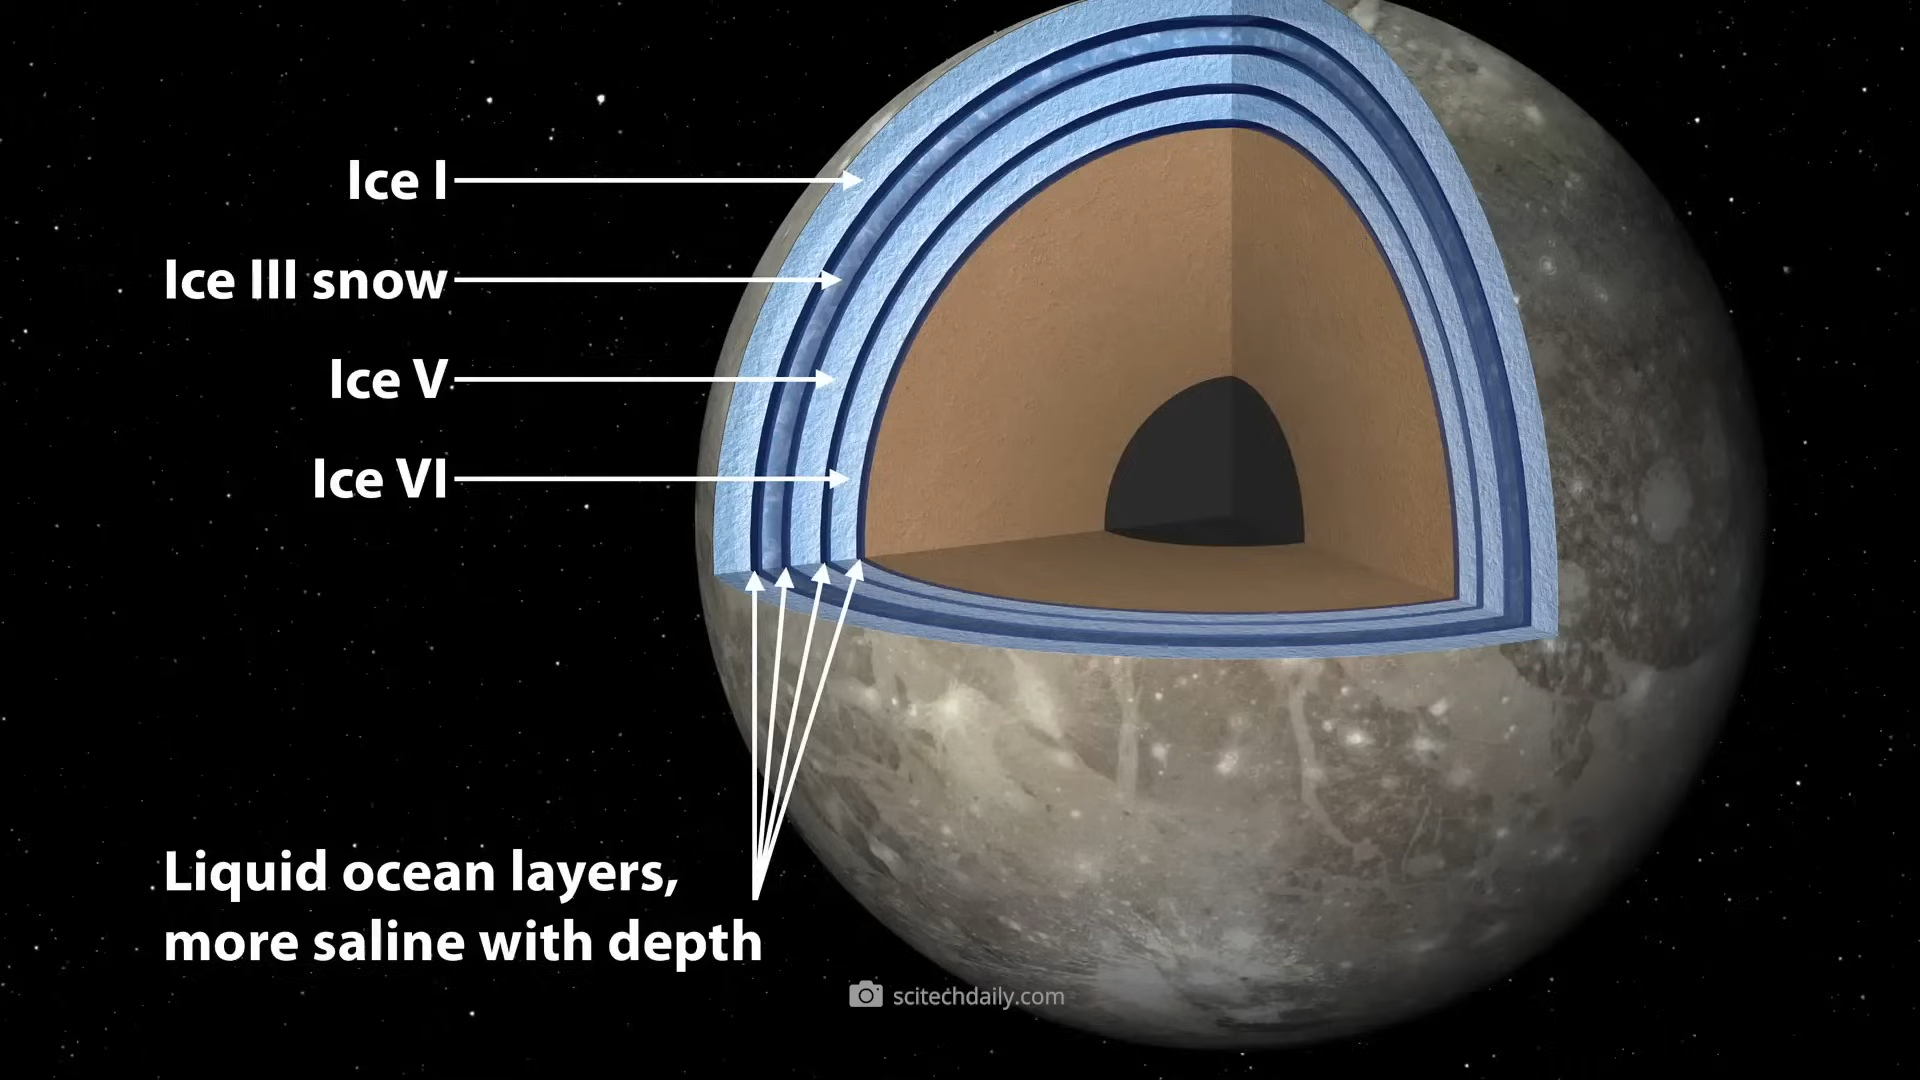 Ice I
Ice III snow
Ice V
Ice VI
Liquid ocean layers,
more saline with depth
scitechdaily.com